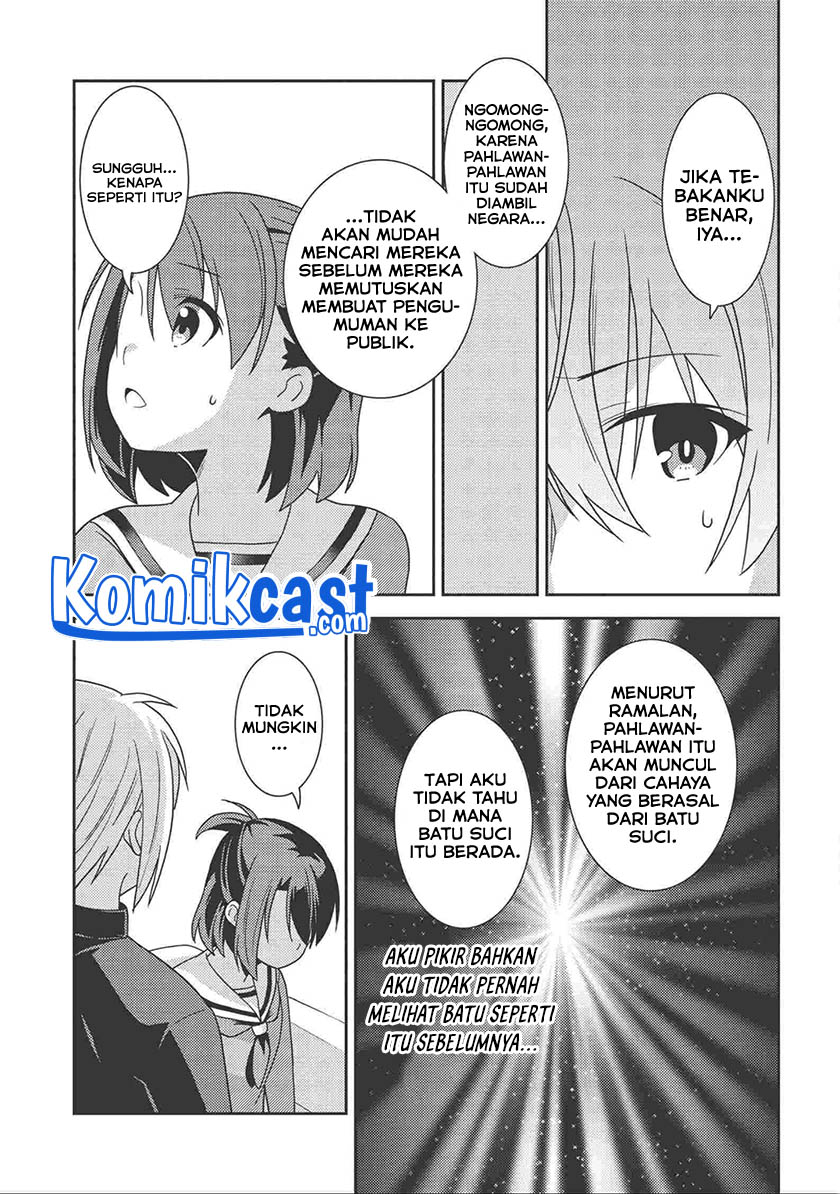 JIKA TE-
BAKANKU
BENAR,
IYA...
NGOMONG-
NGOMONG,
KARENA
PAHLAWAN-
PAHLAWAN
ITU SUDAH
DIAMBIL
NEGARA...
...TIDAK
AKAN MUDAH
MENCARI MEREKA
SEBELUM MEREKA
MEMUTUSKAN
MEMBUAT PENGU-
MUMAN KE
PUBLIK.
SUNGGUH...
KENAPA
SEPERTI ITU?
Komikcast
.com
MENURUT
RAMALAN,
PAHLAWAN-
PAHLAWAN ITU
AKAN MUNCUL
DARI CAHAYA
YANG BERASAL
DARI BATU
SUCI.
TAPI AKU
TIDAK TAHU
DI MANA
BATU SUCI
ITU BERADA.
AKU PIKIR BAHKAN
AKU TIDAK PERNAH
MELIHAT BATU SEPERTI
ITU SEBELUMNYA...
TIDAK
MUNGKIN
...